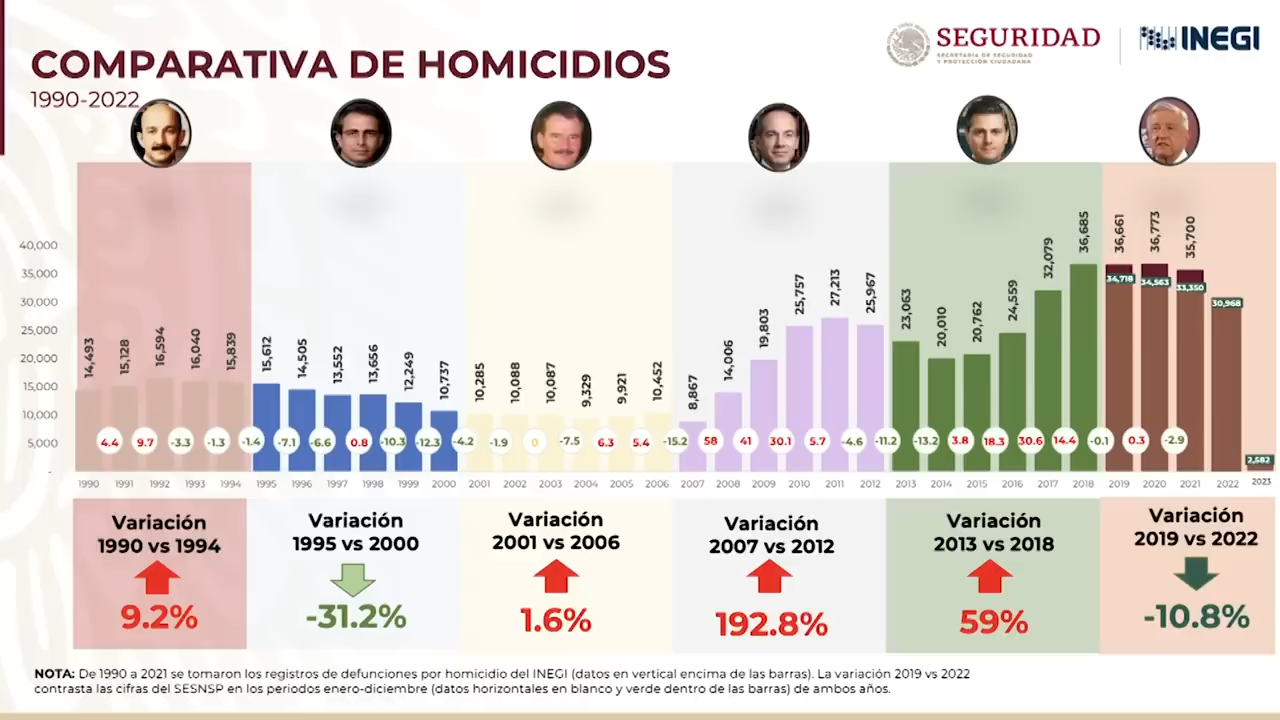 COMPARATIVA DE HOMICIDIOS
1990-2022
SEGURIDAD
SECRETARÍA DE SEGURIDAD
Y PROTECCIÓN CIUDADANA
INEGI
40,000
35,000
30,000
25,000
20,000
15,000
10,000
5,000
-
14,493 15,128 16,594 16,040 15,839 15,612 14,505 13,552 13,656 12,249 10,737 10,285 10,088 10,087 9,329 9,921 10,452 8,867 14,006 19,803 25,757 27,213 25,967 23,063 20,010 20,762 24,559 32,079 36,685 36,661 36,773 35,700
34,718 34,563 33,350 30,968 2,582
4.4 9.7 -3.3 -1.3 -1.4 -7.1 -6.6 0.8 -10.3 -12.3 -4.2 -1.9 0 -7.5 6.3 5.4 -15.2 58 41 30.1 5.7 -4.6 -11.2 -13.2 3.8 18.3 30.6 14.4 -0.1 0.3 -2.9
1990 1991 1992 1993 1994 1995 1996 1997 1998 1999 2000 2001 2002 2003 2004 2005 2006 2007 2008 2009 2010 2011 2012 2013 2014 2015 2016 2017 2018 2019 2020 2021 2022 2023
Variación
1990 vs 1994
9.2%
Variación
1995 vs 2000
-31.2%
Variación
2001 vs 2006
1.6%
Variación
2007 vs 2012
192.8%
Variación
2013 vs 2018
59%
Variación
2019 vs 2022
-10.8%
NOTA: De 1990 a 2021 se tomaron los registros de defunciones por homicidio del INEGI (datos en vertical encima de las barras). La variación 2019 vs 2022
contrasta las cifras del SESNSP en los periodos enero-diciembre (datos horizontales en blanco y verde dentro de las barras) de ambos años.